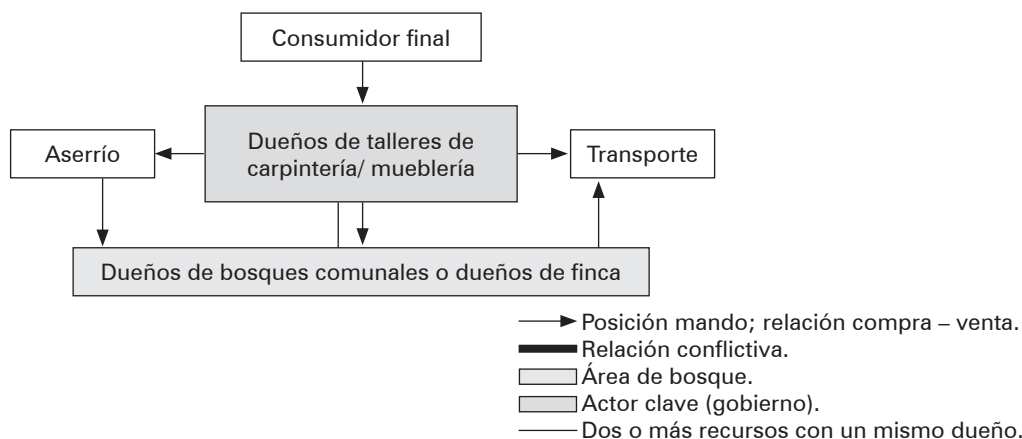 Consumidor final
Dueños de talleres de
carpintería/ mueblería
Aserrío
Transporte
Dueños de bosques comunales o dueños de finca
Posición mando; relación compra – venta.
Relación conflictiva.
Área de bosque.
Actor clave (gobierno).
Dos o más recursos con un mismo dueño.